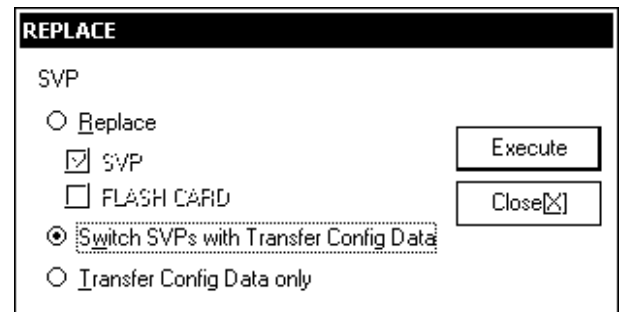 REPLACE
SVP
Replace
SVP
FLASH CARD
Switch SVPs with Transfer Config Data
Transfer Config Data only
Execute
Close[X]